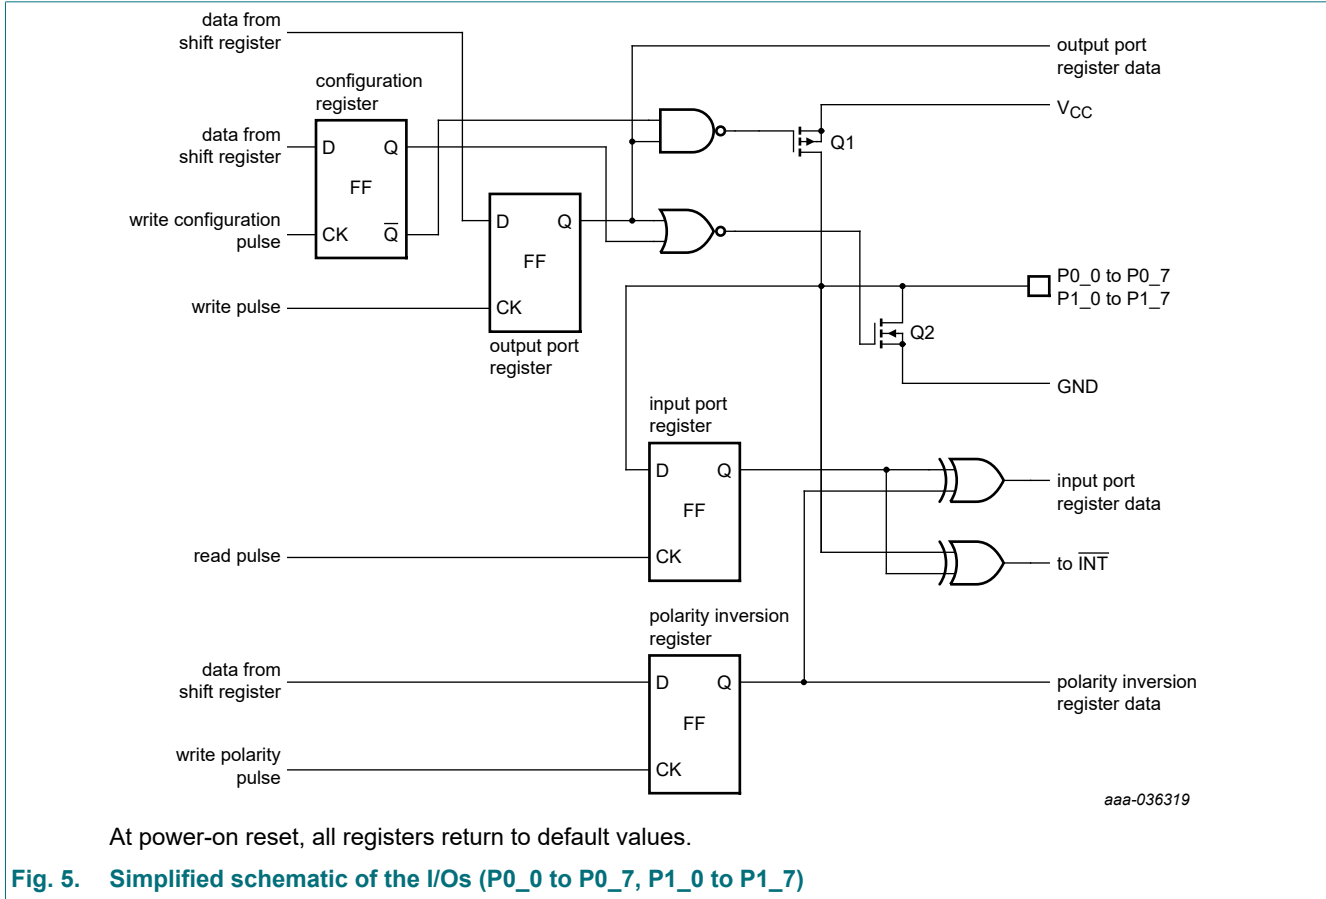 data from
shift register
output port
register data
configuration
register
VCC
data from
shift register
D
Q
Q1
FF
write configuration
pulse
CK
Q̅
D
Q
FF
P0_0 to P0_7
P1_0 to P1_7
write pulse
CK
Q2
output port
register
GND
input port
register
D
Q
input port
register data
FF
read pulse
CK
to I̅N̅T̅
polarity inversion
register
data from
shift register
D
Q
polarity inversion
register data
FF
write polarity
pulse
CK
aaa-036319
At power-on reset, all registers return to default values.
Fig. 5. Simplified schematic of the I/Os (P0_0 to P0_7, P1_0 to P1_7)